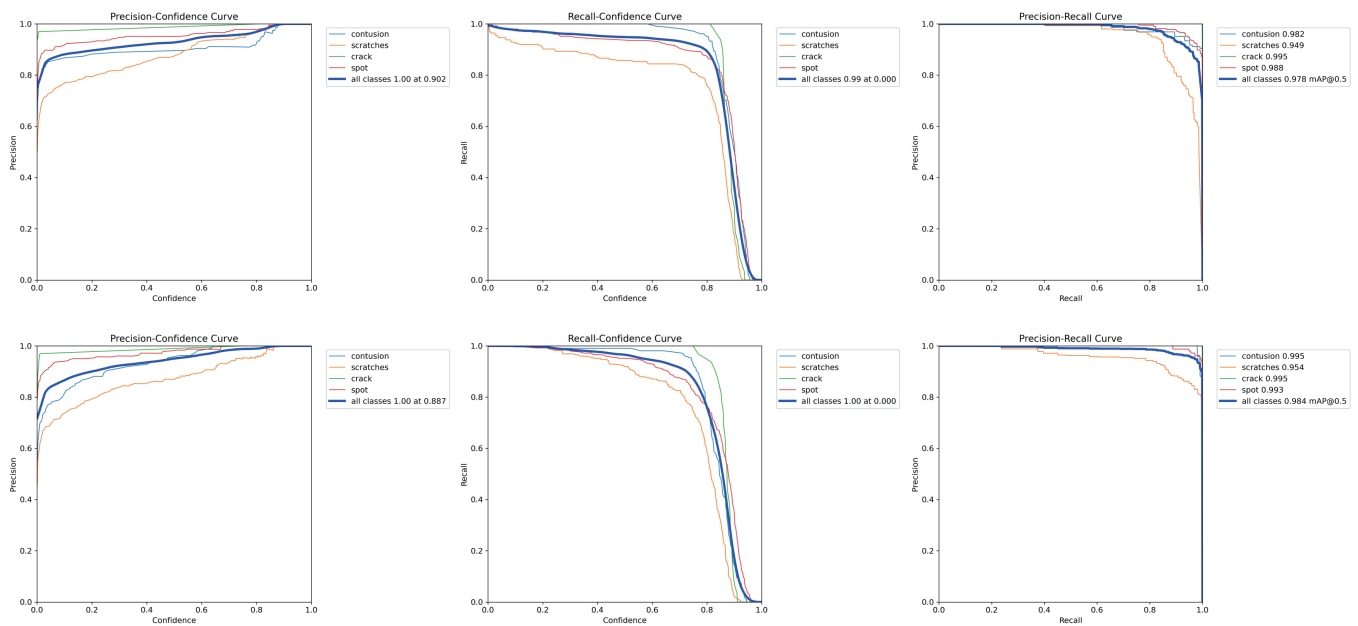 Precision-Confidence Curve
Precision
1.0
0.8
0.6
0.4
0.2
0.0
0.0 0.2 0.4 0.6 0.8 1.0
Confidence
contusion
scratches
crack
spot
all classes 1.00 at 0.902
Recall-Confidence Curve
Recall
1.0
0.8
0.6
0.4
0.2
0.0
0.0 0.2 0.4 0.6 0.8 1.0
Confidence
contusion
scratches
crack
spot
all classes 0.99 at 0.000
Precision-Recall Curve
Precision
1.0
0.8
0.6
0.4
0.2
0.0
0.0 0.2 0.4 0.6 0.8 1.0
Recall
contusion 0.982
scratches 0.949
crack 0.995
spot 0.988
all classes 0.978 mAP@0.5
Precision-Confidence Curve
Precision
1.0
0.8
0.6
0.4
0.2
0.0
0.0 0.2 0.4 0.6 0.8 1.0
Confidence
contusion
scratches
crack
spot
all classes 1.00 at 0.887
Recall-Confidence Curve
Recall
1.0
0.8
0.6
0.4
0.2
0.0
0.0 0.2 0.4 0.6 0.8 1.0
Confidence
contusion
scratches
crack
spot
all classes 1.00 at 0.000
Precision-Recall Curve
Precision
1.0
0.8
0.6
0.4
0.2
0.0
0.0 0.2 0.4 0.6 0.8 1.0
Recall
contusion 0.995
scratches 0.954
crack 0.995
spot 0.993
all classes 0.984 mAP@0.5